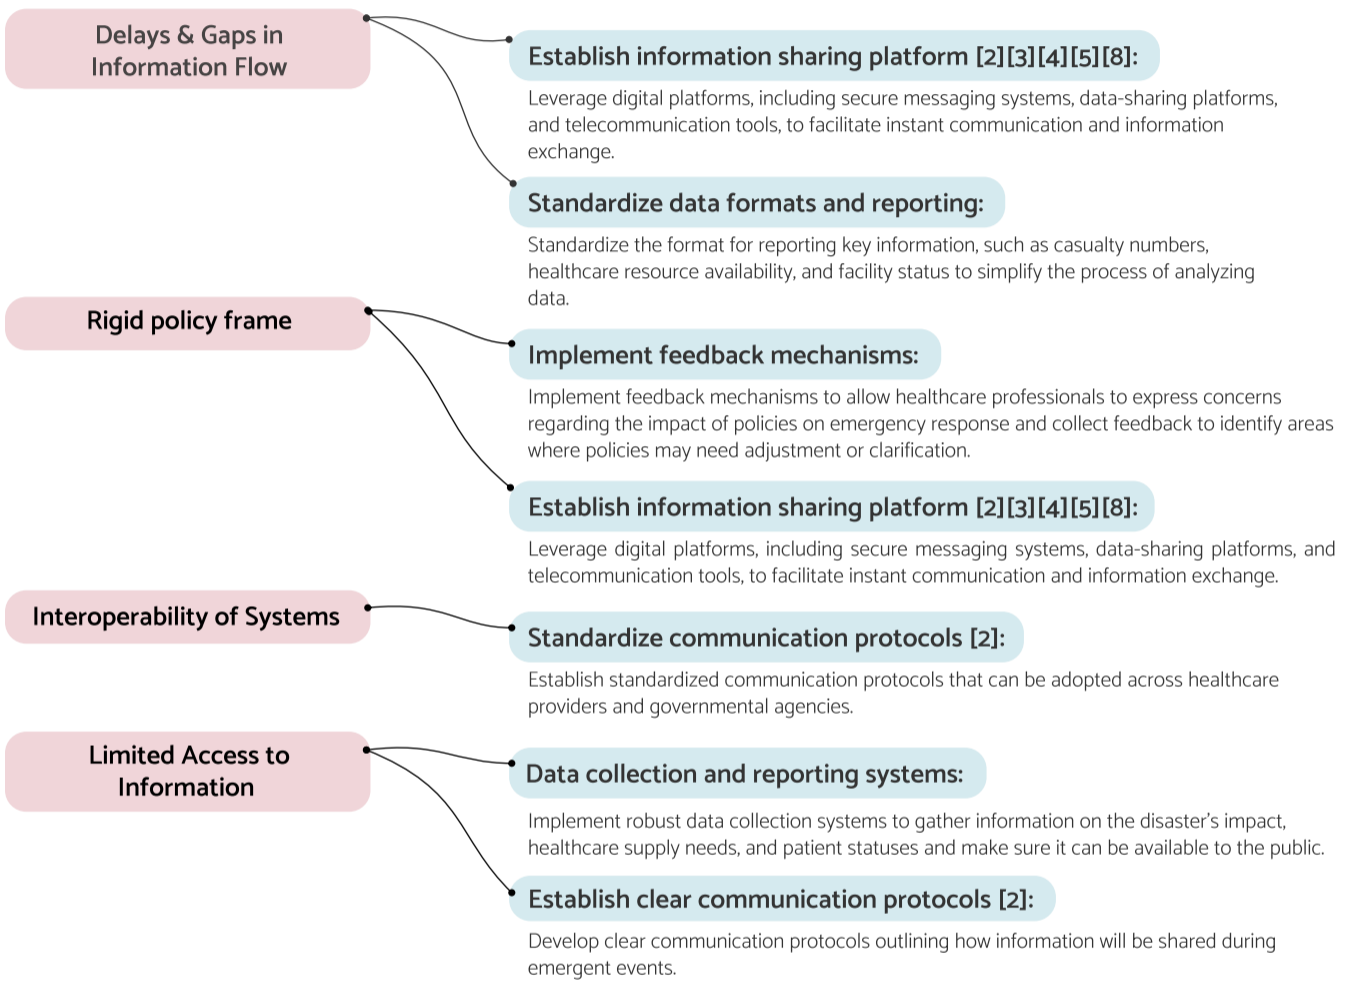 Delays & Gaps in
Information Flow
Establish information sharing platform [2][3][4][5][8]:
Leverage digital platforms, including secure messaging systems, data-sharing platforms,
and telecommunication tools, to facilitate instant communication and information
exchange.
Standardize data formats and reporting:
Standardize the format for reporting key information, such as casualty numbers,
healthcare resource availability, and facility status to simplify the process of analyzing
data.
Rigid policy frame
Implement feedback mechanisms:
Implement feedback mechanisms to allow healthcare professionals to express concerns
regarding the impact of policies on emergency response and collect feedback to identify areas
where policies may need adjustment or clarification.
Establish information sharing platform [2][3][4][5][8]:
Leverage digital platforms, including secure messaging systems, data-sharing platforms, and
telecommunication tools, to facilitate instant communication and information exchange.
Interoperability of Systems
Standardize communication protocols [2]:
Establish standardized communication protocols that can be adopted across healthcare
providers and governmental agencies.
Limited Access to
Information
Data collection and reporting systems:
Implement robust data collection systems to gather information on the disaster's impact,
healthcare supply needs, and patient statuses and make sure it can be available to the public.
Establish clear communication protocols [2]:
Develop clear communication protocols outlining how information will be shared during
emergent events.